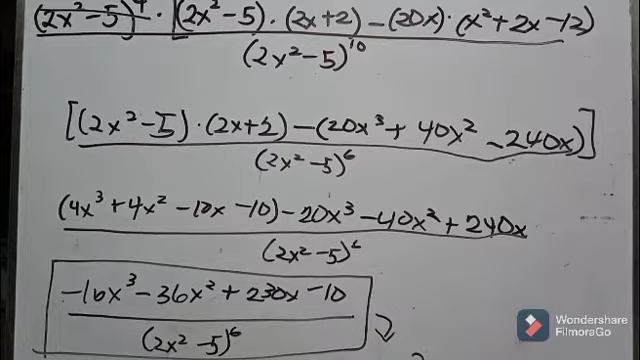 (2x² − 5)⁴ · [(2x² − 5) · (2x + 2) − (20x) · (x² + 2x − 12)
(2x² − 5)¹⁰
[(2x² − 5) · (2x + 2) − (20x³ + 40x² − 240x)]
(2x² − 5)⁶
(4x³ + 4x² − 10x − 10) − 20x³ − 40x² + 240x
(2x² − 5)⁶
−16x³ − 36x² + 230x − 10
(2x² − 5)⁶
Wondershare
FilmoraGo